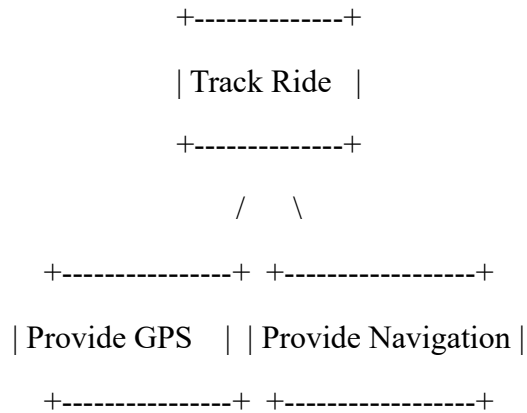 +--------------+
| Track Ride   |
+--------------+
/      \
+----------------+  +------------------+
| Provide GPS    |  | Provide Navigation |
+----------------+  +------------------+